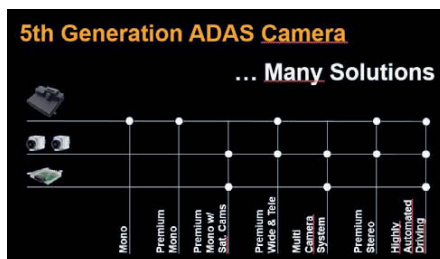 5th Generation ADAS Camera
... Many Solutions
Mono
Premium
Mono
Premium
Mono w/
Sat. Cams
Premium
Wide & Tele
Multi
Camera
System
Premium
Stereo
Highly
Automated
Driving